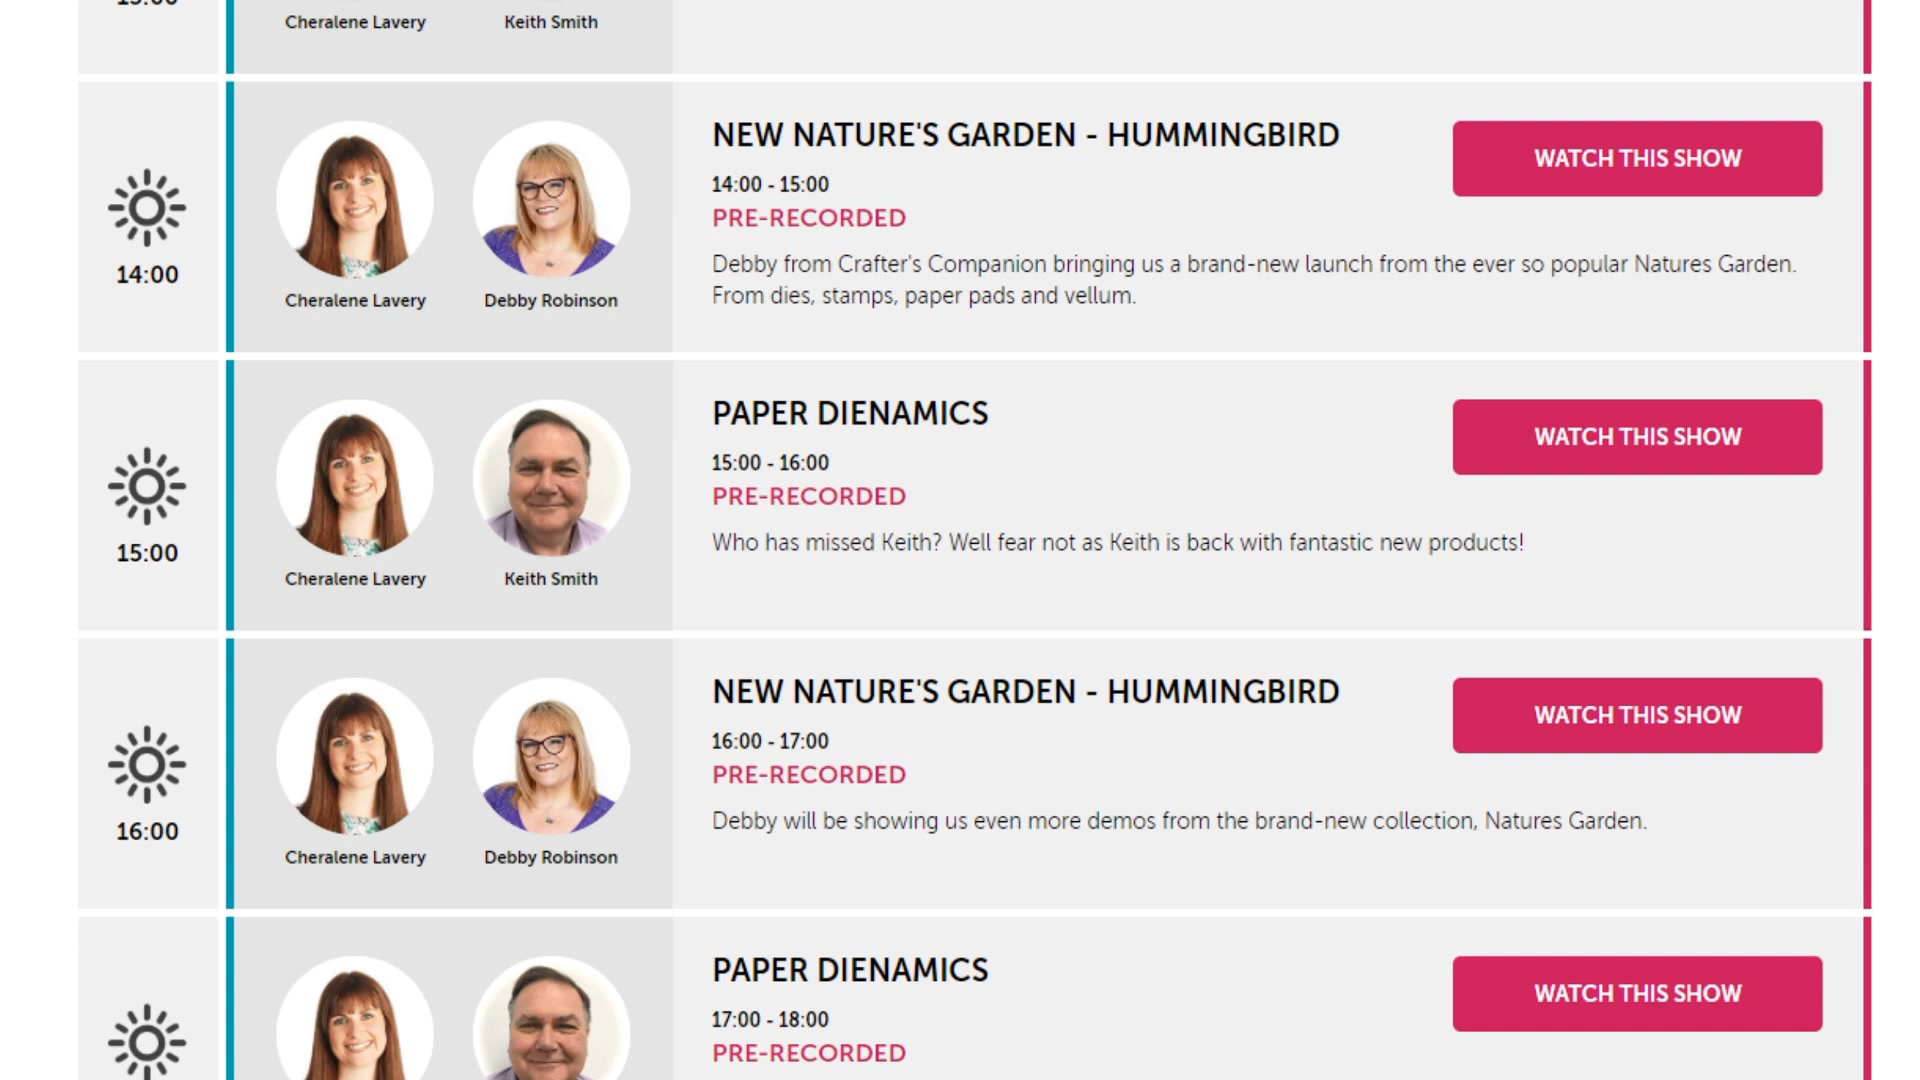 Cheralene Lavery
Keith Smith
14:00
Cheralene Lavery
Debby Robinson
NEW NATURE'S GARDEN - HUMMINGBIRD
14:00 - 15:00
PRE-RECORDED
Debby from Crafter's Companion bringing us a brand-new launch from the ever so popular Natures Garden.
From dies, stamps, paper pads and vellum.
WATCH THIS SHOW
15:00
Cheralene Lavery
Keith Smith
PAPER DIENAMICS
15:00 - 16:00
PRE-RECORDED
Who has missed Keith? Well fear not as Keith is back with fantastic new products!
WATCH THIS SHOW
16:00
Cheralene Lavery
Debby Robinson
NEW NATURE'S GARDEN - HUMMINGBIRD
16:00 - 17:00
PRE-RECORDED
Debby will be showing us even more demos from the brand-new collection, Natures Garden.
WATCH THIS SHOW
PAPER DIENAMICS
17:00 - 18:00
PRE-RECORDED
WATCH THIS SHOW